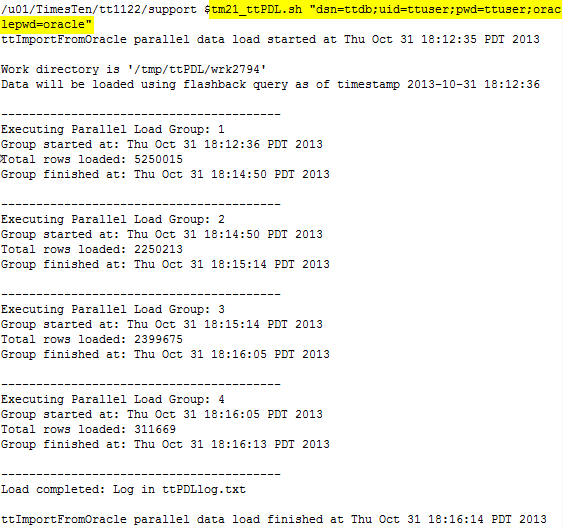 /u01/TimesTen/tt1122/support $tm21_ttPDL.sh "dsn=ttdb;uid=ttuser;pwd=ttuser;orac
lepwd=oracle"
ttImportFromOracle parallel data load started at Thu Oct 31 18:12:35 PDT 2013
Work directory is '/tmp/ttPDL/wrk2794'
Data will be loaded using flashback query as of timestamp 2013-10-31 18:12:36
----------------------------------------
Executing Parallel Load Group: 1
Group started at: Thu Oct 31 18:12:36 PDT 2013
Total rows loaded: 5250015
Group finished at: Thu Oct 31 18:14:50 PDT 2013
----------------------------------------
Executing Parallel Load Group: 2
Group started at: Thu Oct 31 18:14:50 PDT 2013
Total rows loaded: 2250213
Group finished at: Thu Oct 31 18:15:14 PDT 2013
----------------------------------------
Executing Parallel Load Group: 3
Group started at: Thu Oct 31 18:15:14 PDT 2013
Total rows loaded: 2399675
Group finished at: Thu Oct 31 18:16:05 PDT 2013
----------------------------------------
Executing Parallel Load Group: 4
Group started at: Thu Oct 31 18:16:05 PDT 2013
Total rows loaded: 311669
Group finished at: Thu Oct 31 18:16:13 PDT 2013
----------------------------------------
Load completed: Log in ttPDLlog.txt
ttImportFromOracle parallel data load finished at Thu Oct 31 18:16:14 PDT 2013